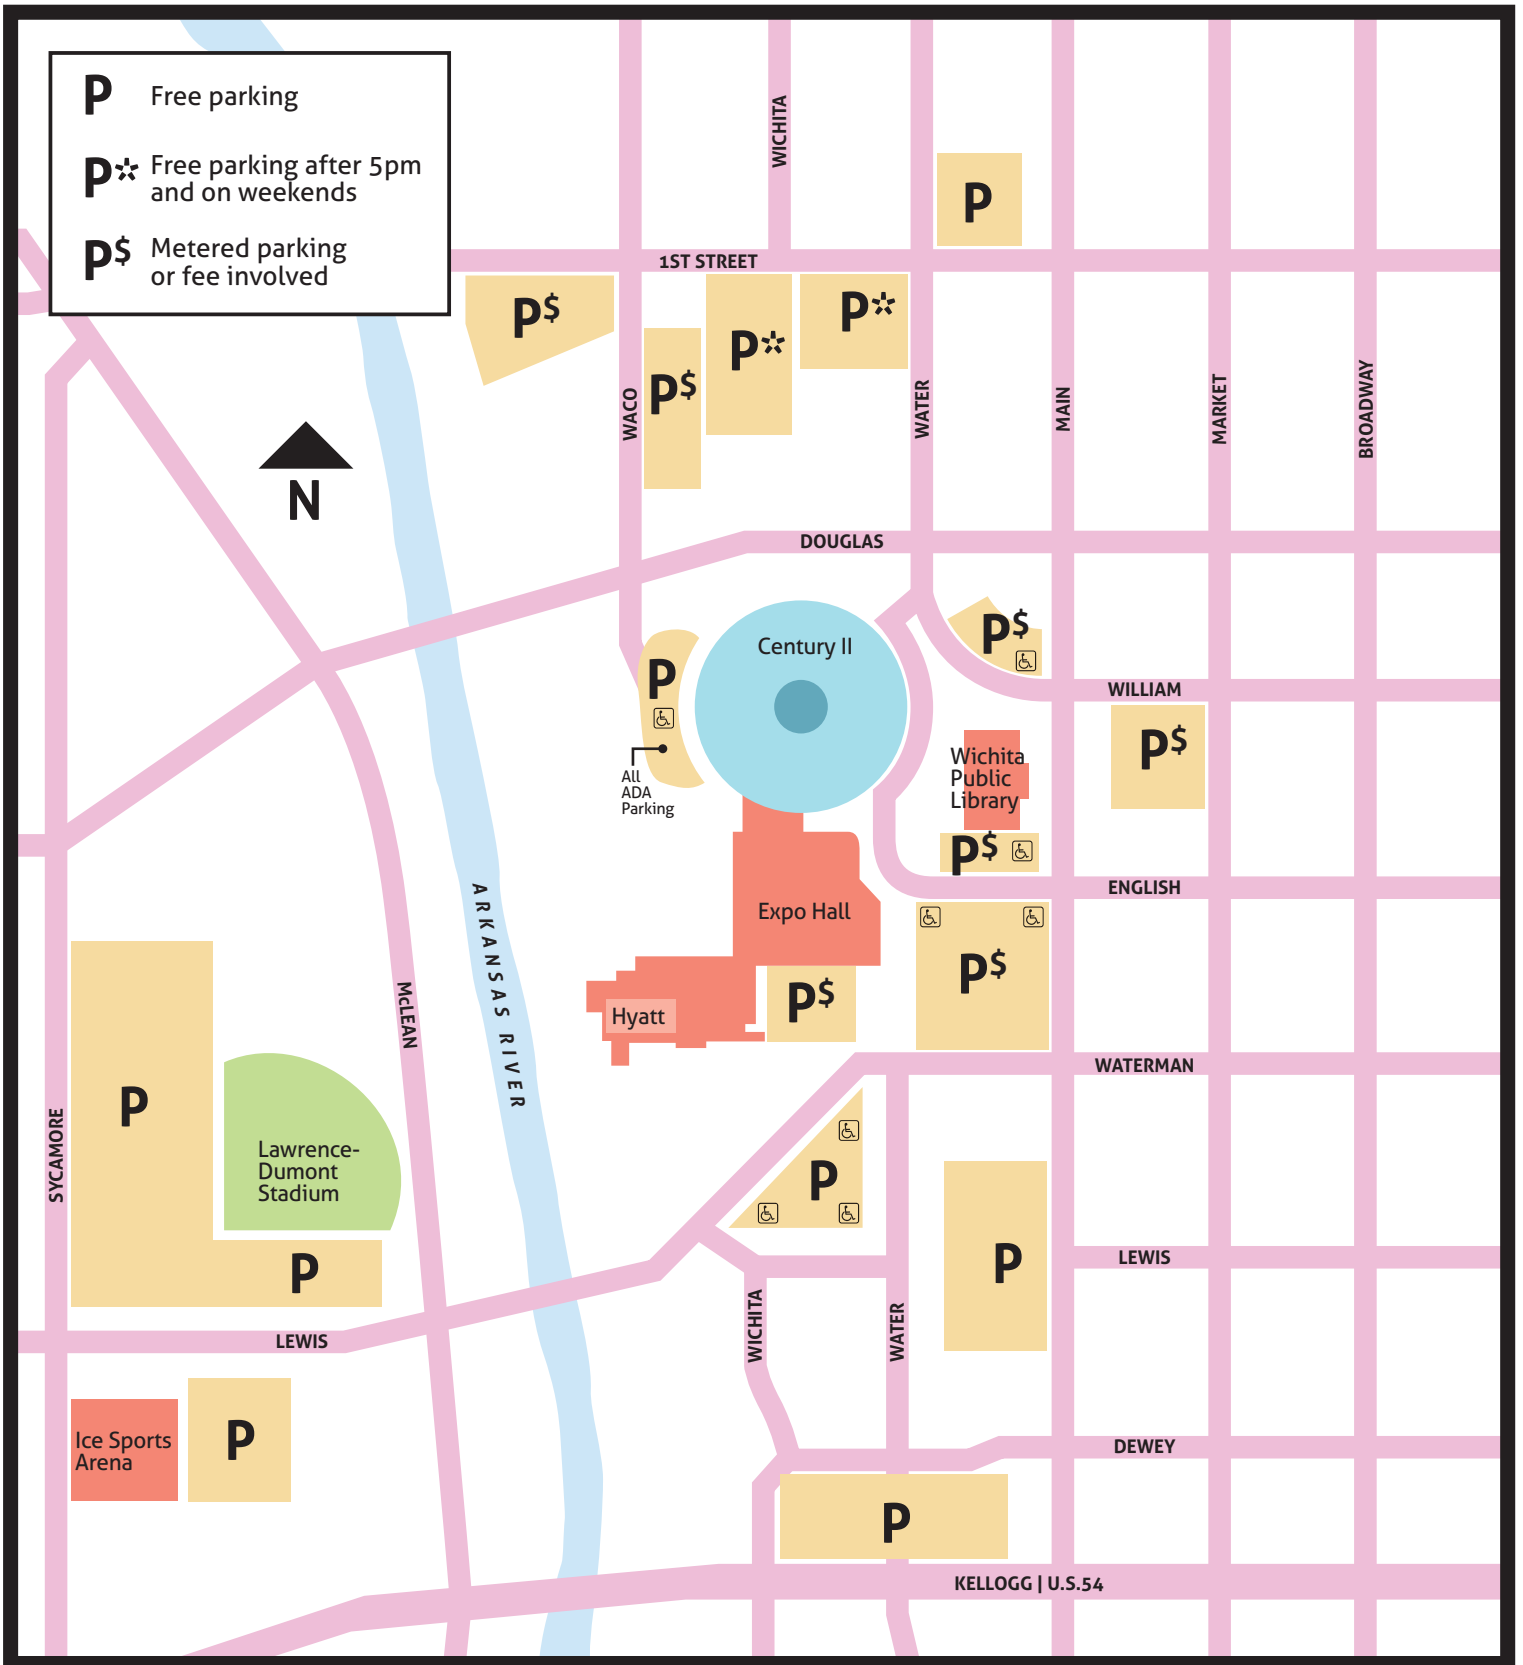 P Free parking
P* Free parking after 5pm
and on weekends
P$ Metered parking
or fee involved
WICHITA
P
1ST STREET
P$
P*
P*
P$
WACO
WATER
MAIN
MARKET
BROADWAY
N
DOUGLAS
P$
Century II
P
WILLIAM
All
ADA
Parking
Wichita
Public
Library
P$
P$
ENGLISH
ARKANSAS RIVER
Expo Hall
P$
P$
Hyatt
McLEAN
WATERMAN
P
SYCAMORE
Lawrence-
Dumont
Stadium
P
P
P
LEWIS
WICHITA
WATER
LEWIS
Ice Sports
Arena
P
DEWEY
P
KELLOGG | U.S.54